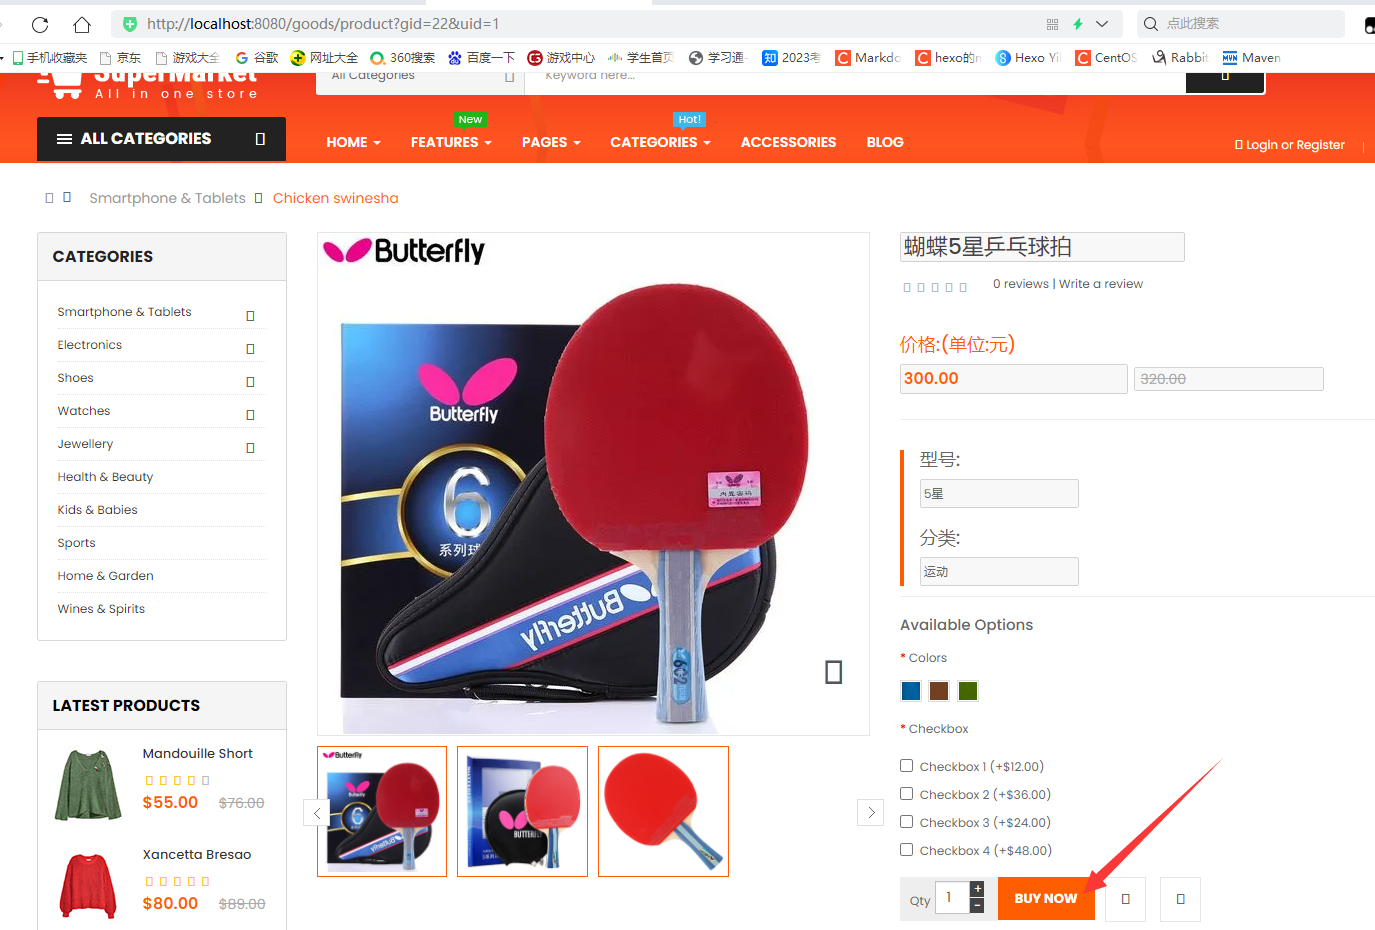 http://localhost:8080/goods/product?gid=22&uid=1
点此搜索
手机收藏夹 京东 游戏大全 谷歌 网址大全 360搜索 百度一下 游戏中心 学生首页 学习通 2023考 Markdo hexo的n Hexo Yil CentOS Rabbit Maven
SuperMarket
All in one store
All Categories
Keyword here...
ALL CATEGORIES
New
Hot!
HOME FEATURES PAGES CATEGORIES ACCESSORIES BLOG
Login or Register
Smartphone & Tablets Chicken swinesha
CATEGORIES
Smartphone & Tablets
Electronics
Shoes
Watches
Jewellery
Health & Beauty
Kids & Babies
Sports
Home & Garden
Wines & Spirits
LATEST PRODUCTS
Mandouille Short
$55.00 $76.00
Xancetta Bresao
$80.00 $89.00
Butterfly
Butterfly
6
系列球
Butterfly
603
Butterfly
Butterfly
6
BUTTERFLY
蝴蝶5星乒乓球拍
0 reviews | Write a review
价格:(单位:元)
300.00 320.00
型号:
5星
分类:
运动
Available Options
* Colors
* Checkbox
Checkbox 1 (+$12.00)
Checkbox 2 (+$36.00)
Checkbox 3 (+$24.00)
Checkbox 4 (+$48.00)
Qty 1 + −
BUY NOW